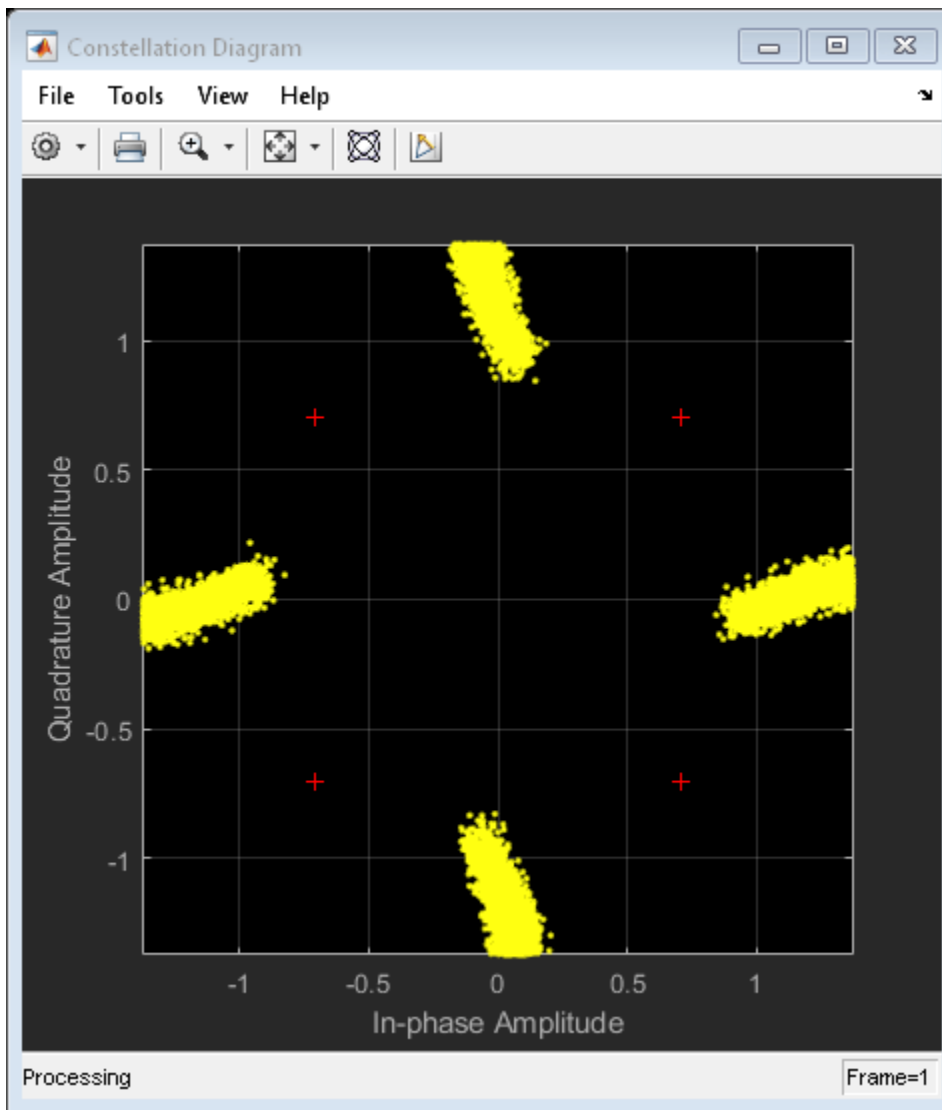 Constellation Diagram
File Tools View Help
1
0.5
0
-0.5
-1
Quadrature Amplitude
-1 -0.5 0 0.5 1
In-phase Amplitude
Processing Frame=1